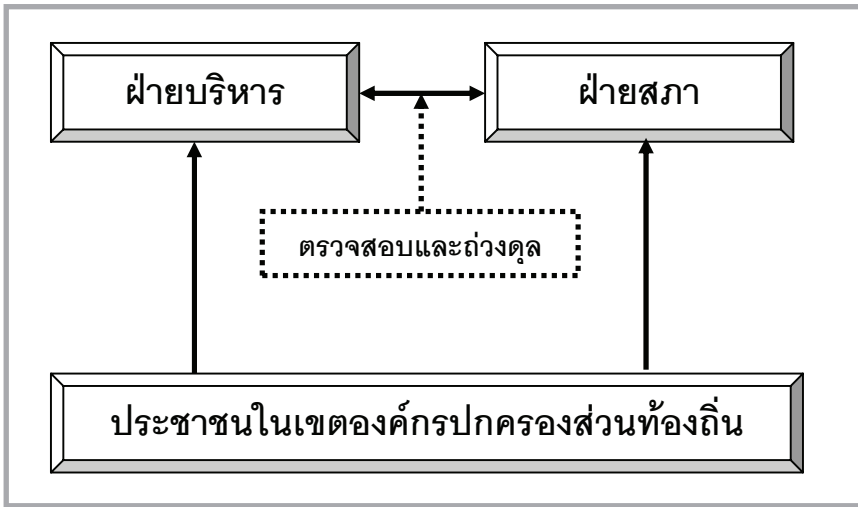 ฝ่ายบริหาร
ฝ่ายสภา
ตรวจสอบและถ่วงดุล
ประชาชนในเขตองค์กรปกครองส่วนท้องถิ่น